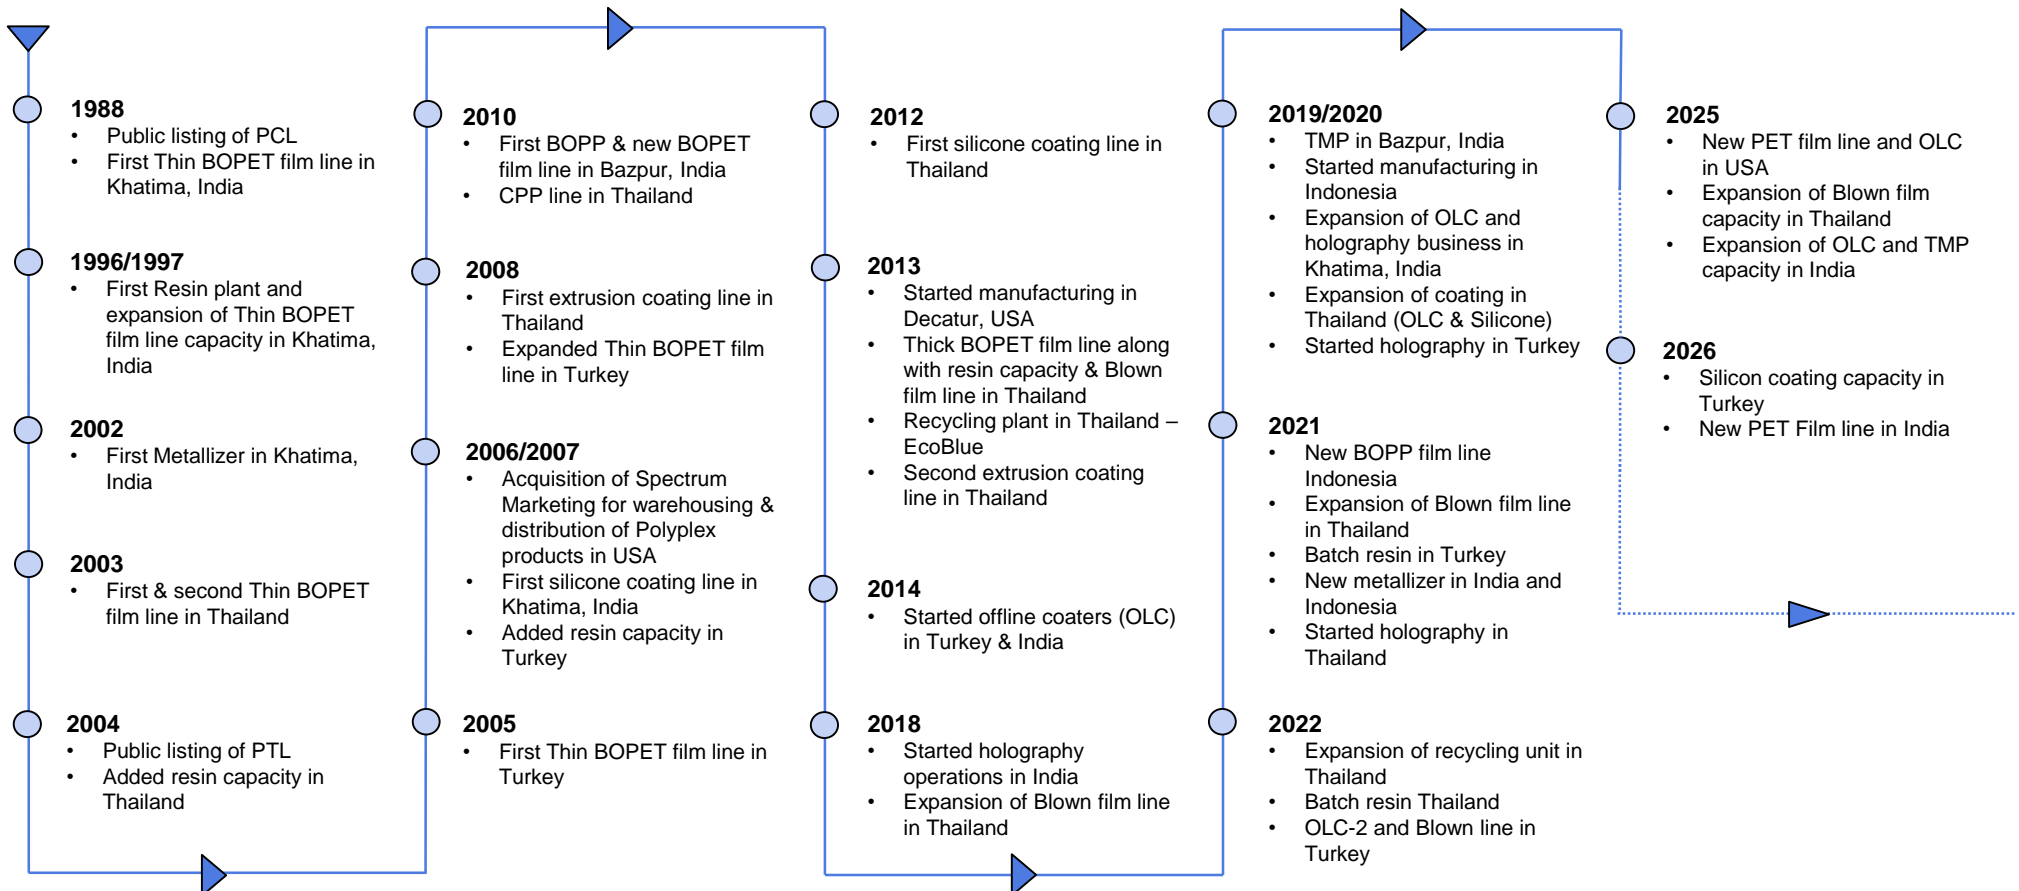 1988
• Public listing of PCL
• First Thin BOPET film line in
Khatima, India
1996/1997
• First Resin plant and
expansion of Thin BOPET
film line capacity in Khatima,
India
2002
• First Metallizer in Khatima,
India
2003
• First & second Thin BOPET
film line in Thailand
2004
• Public listing of PTL
• Added resin capacity in
Thailand
2005
• First Thin BOPET film line in
Turkey
2006/2007
• Acquisition of Spectrum
Marketing for warehousing &
distribution of Polyplex
products in USA
• First silicone coating line in
Khatima, India
• Added resin capacity in
Turkey
2008
• First extrusion coating line in
Thailand
• Expanded Thin BOPET film
line in Turkey
2010
• First BOPP & new BOPET
film line in Bazpur, India
• CPP line in Thailand
2012
• First silicone coating line in
Thailand
2013
• Started manufacturing in
Decatur, USA
• Thick BOPET film line along
with resin capacity & Blown
film line in Thailand
• Recycling plant in Thailand –
EcoBlue
• Second extrusion coating
line in Thailand
2014
• Started offline coaters (OLC)
in Turkey & India
2018
• Started holography
operations in India
• Expansion of Blown film line
in Thailand
2022
• Expansion of recycling unit in
Thailand
• Batch resin Thailand
• OLC-2 and Blown line in
Turkey
2021
• New BOPP film line
Indonesia
• Expansion of Blown film line
in Thailand
• Batch resin in Turkey
• New metallizer in India and
Indonesia
• Started holography in
Thailand
2019/2020
• TMP in Bazpur, India
• Started manufacturing in
Indonesia
• Expansion of OLC and
holography business in
Khatima, India
• Expansion of coating in
Thailand (OLC & Silicone)
• Started holography in Turkey
2025
• New PET film line and OLC
in USA
• Expansion of Blown film
capacity in Thailand
• Expansion of OLC and TMP
capacity in India
2026
• Silicon coating capacity in
Turkey
• New PET Film line in India